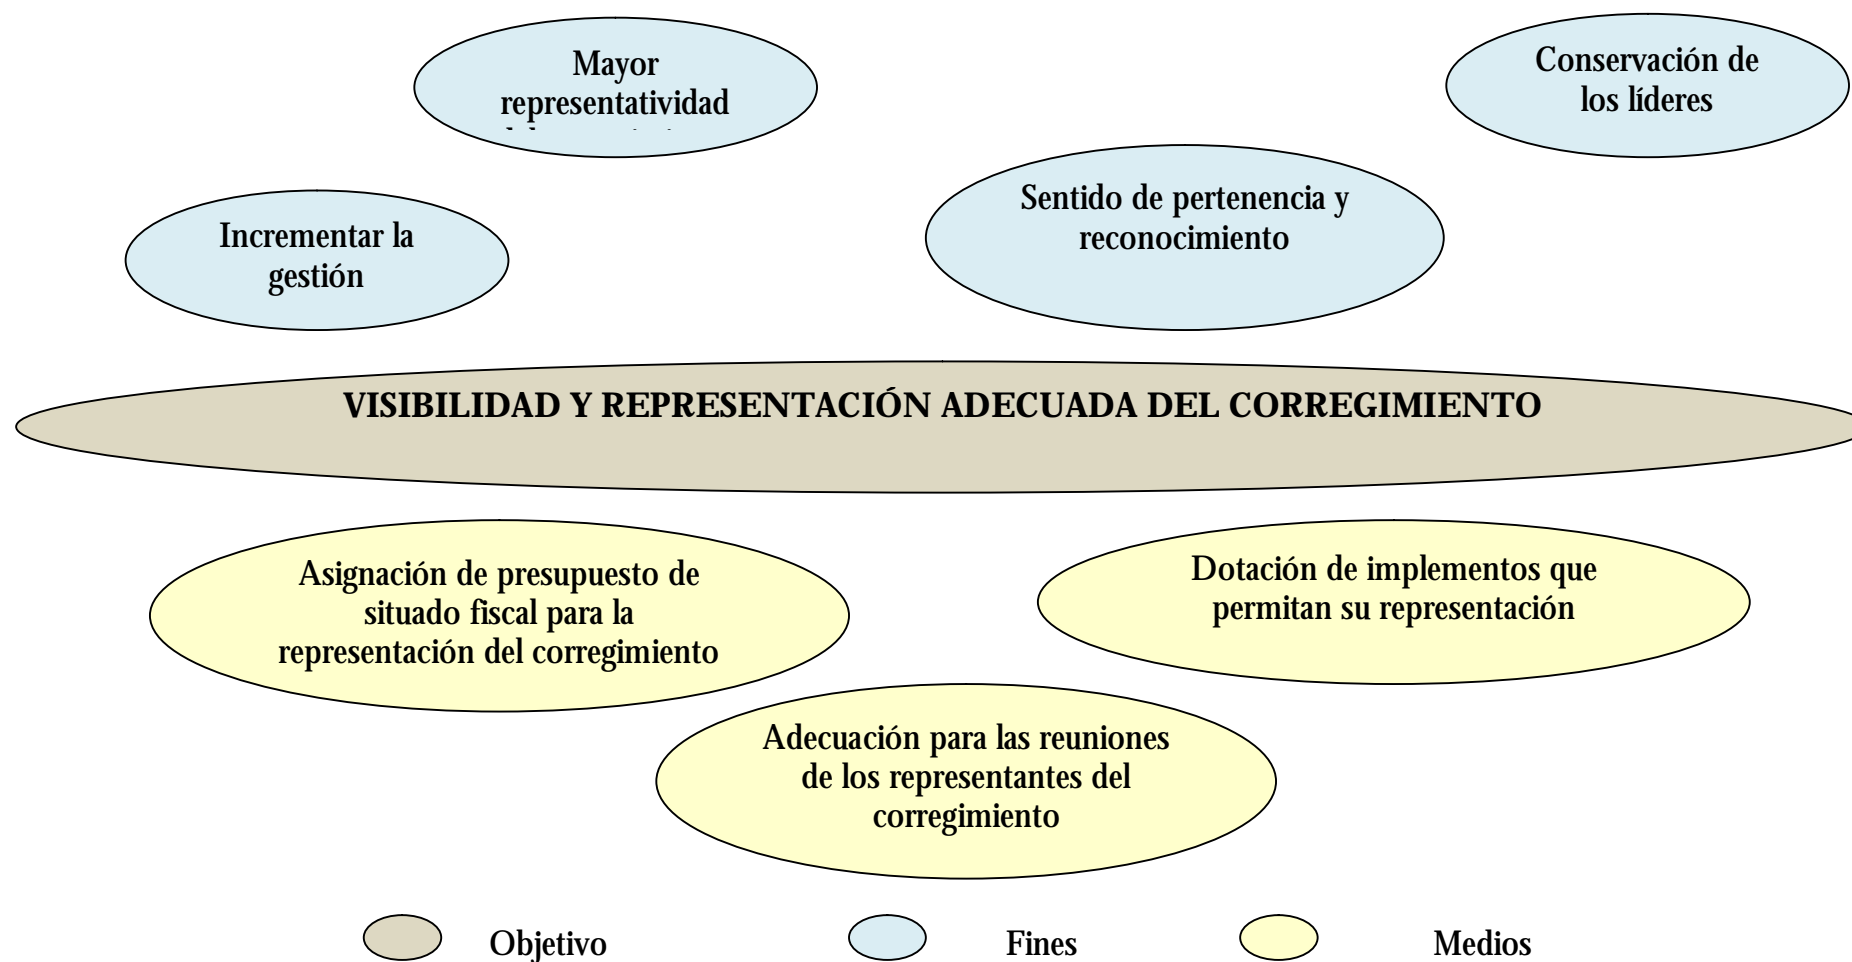 Mayor
representatividad
Conservación de
los líderes
Sentido de pertenencia y
reconocimiento
Incrementar la
gestión
VISIBILIDAD Y REPRESENTACIÓN ADECUADA DEL CORREGIMIENTO
Asignación de presupuesto de
situado fiscal para la
representación del corregimiento
Dotación de implementos que
permitan su representación
Adecuación para las reuniones
de los representantes del
corregimiento
Objetivo
Fines
Medios